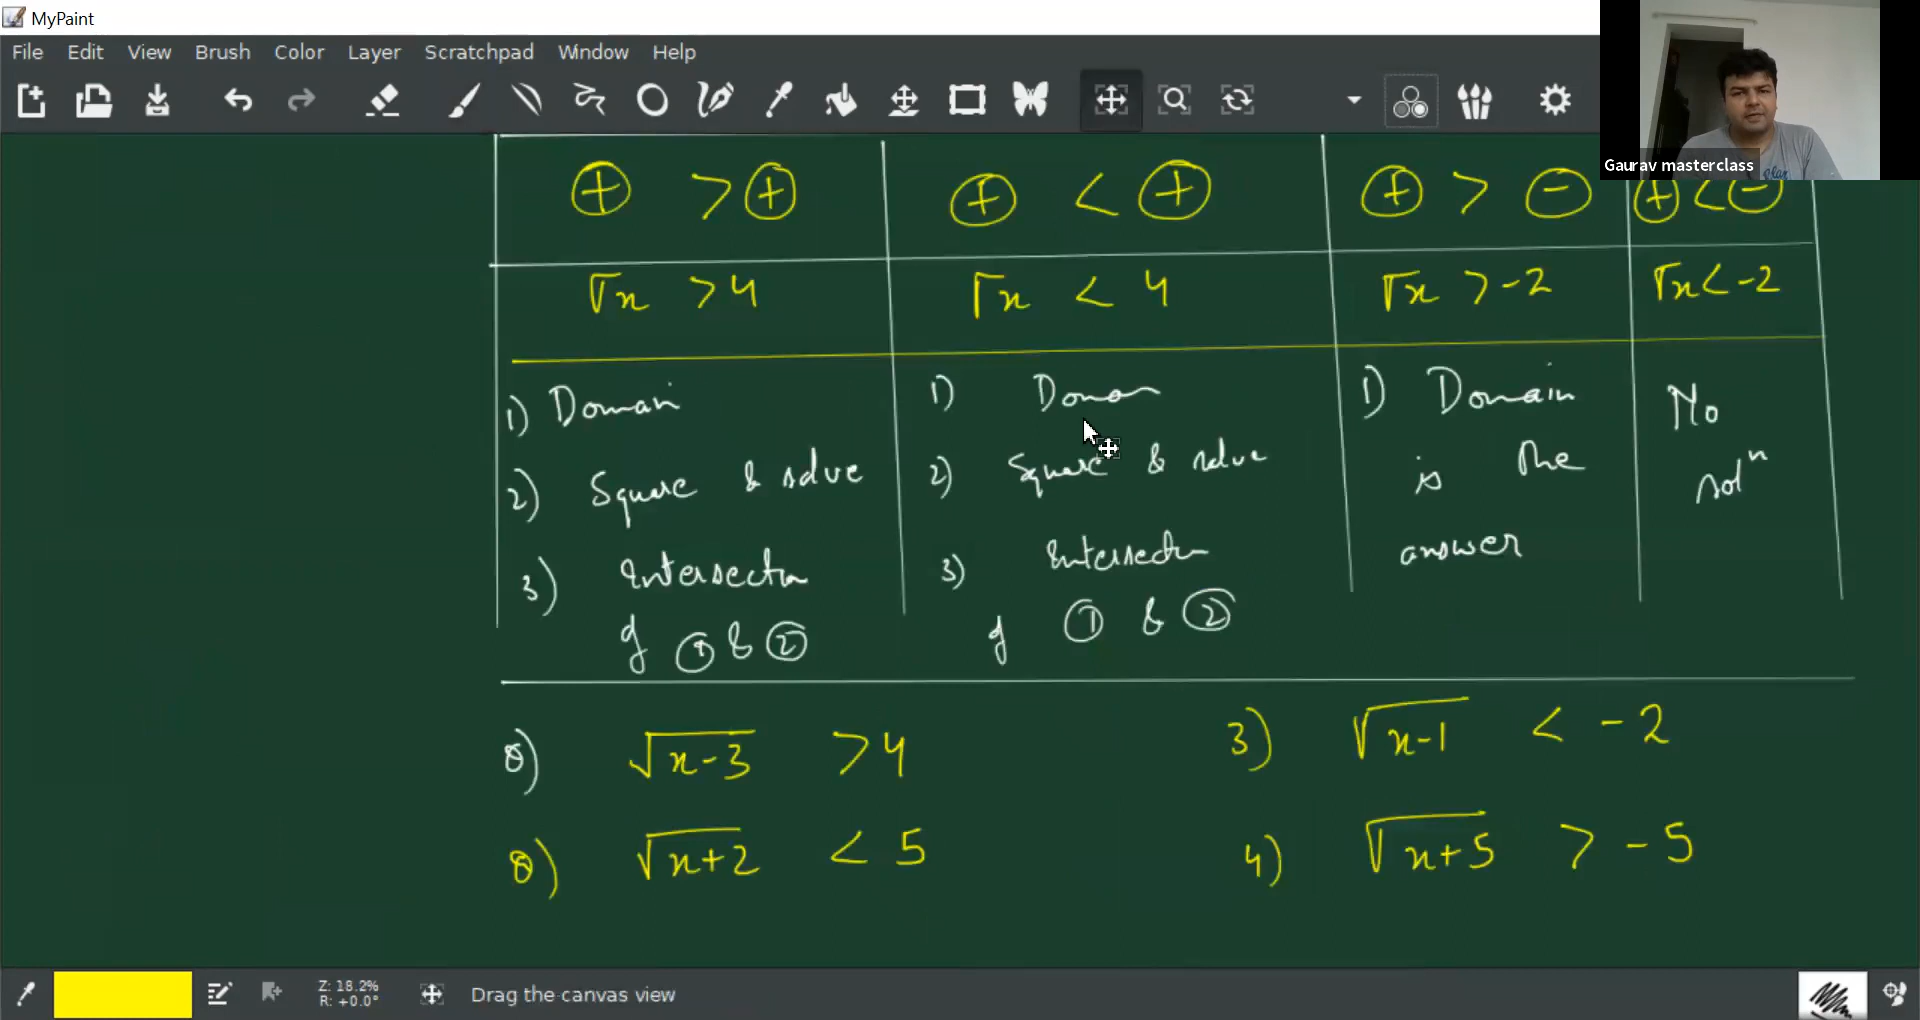 MyPaint
File Edit View Brush Color Layer Scratchpad Window Help
Gaurav masterclass
+ > +
+ < +
+ > -
+ < -
√x > 4
√x < 4
√x > -2
√x < -2
1) Domain
2) Square & solve
3) Intersectn
of ① & ②
1) Doman
2) Square & solve
3) Intersectn
of ① & ②
1) Domain
is the
answer
No
solⁿ
Q) √x-3 > 4
Q) √x+2 < 5
3) √x-1 < -2
4) √x+5 > -5
Z: 18.2%
R: +0.0°
Drag the canvas view